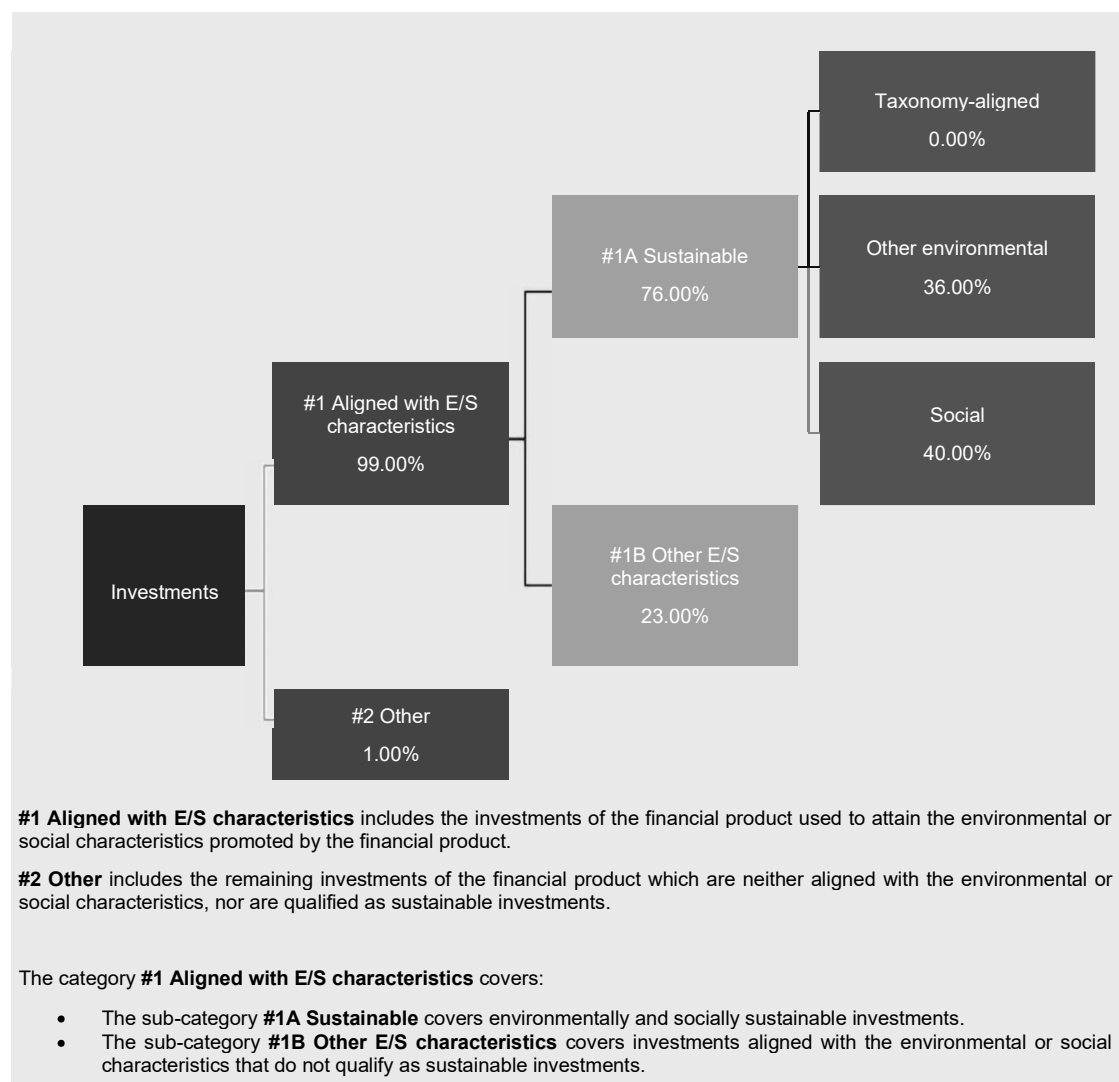 Taxonomy-aligned
0.00%
#1A Sustainable
76.00%
Other environmental
36.00%
#1 Aligned with E/S
characteristics
99.00%
Social
40.00%
Investments
#1B Other E/S
characteristics
23.00%
#2 Other
1.00%
#1 Aligned with E/S characteristics includes the investments of the financial product used to attain the environmental or
social characteristics promoted by the financial product.
#2 Other includes the remaining investments of the financial product which are neither aligned with the environmental or
social characteristics, nor are qualified as sustainable investments.
The category #1 Aligned with E/S characteristics covers:
• The sub-category #1A Sustainable covers environmentally and socially sustainable investments.
• The sub-category #1B Other E/S characteristics covers investments aligned with the environmental or social
characteristics that do not qualify as sustainable investments.